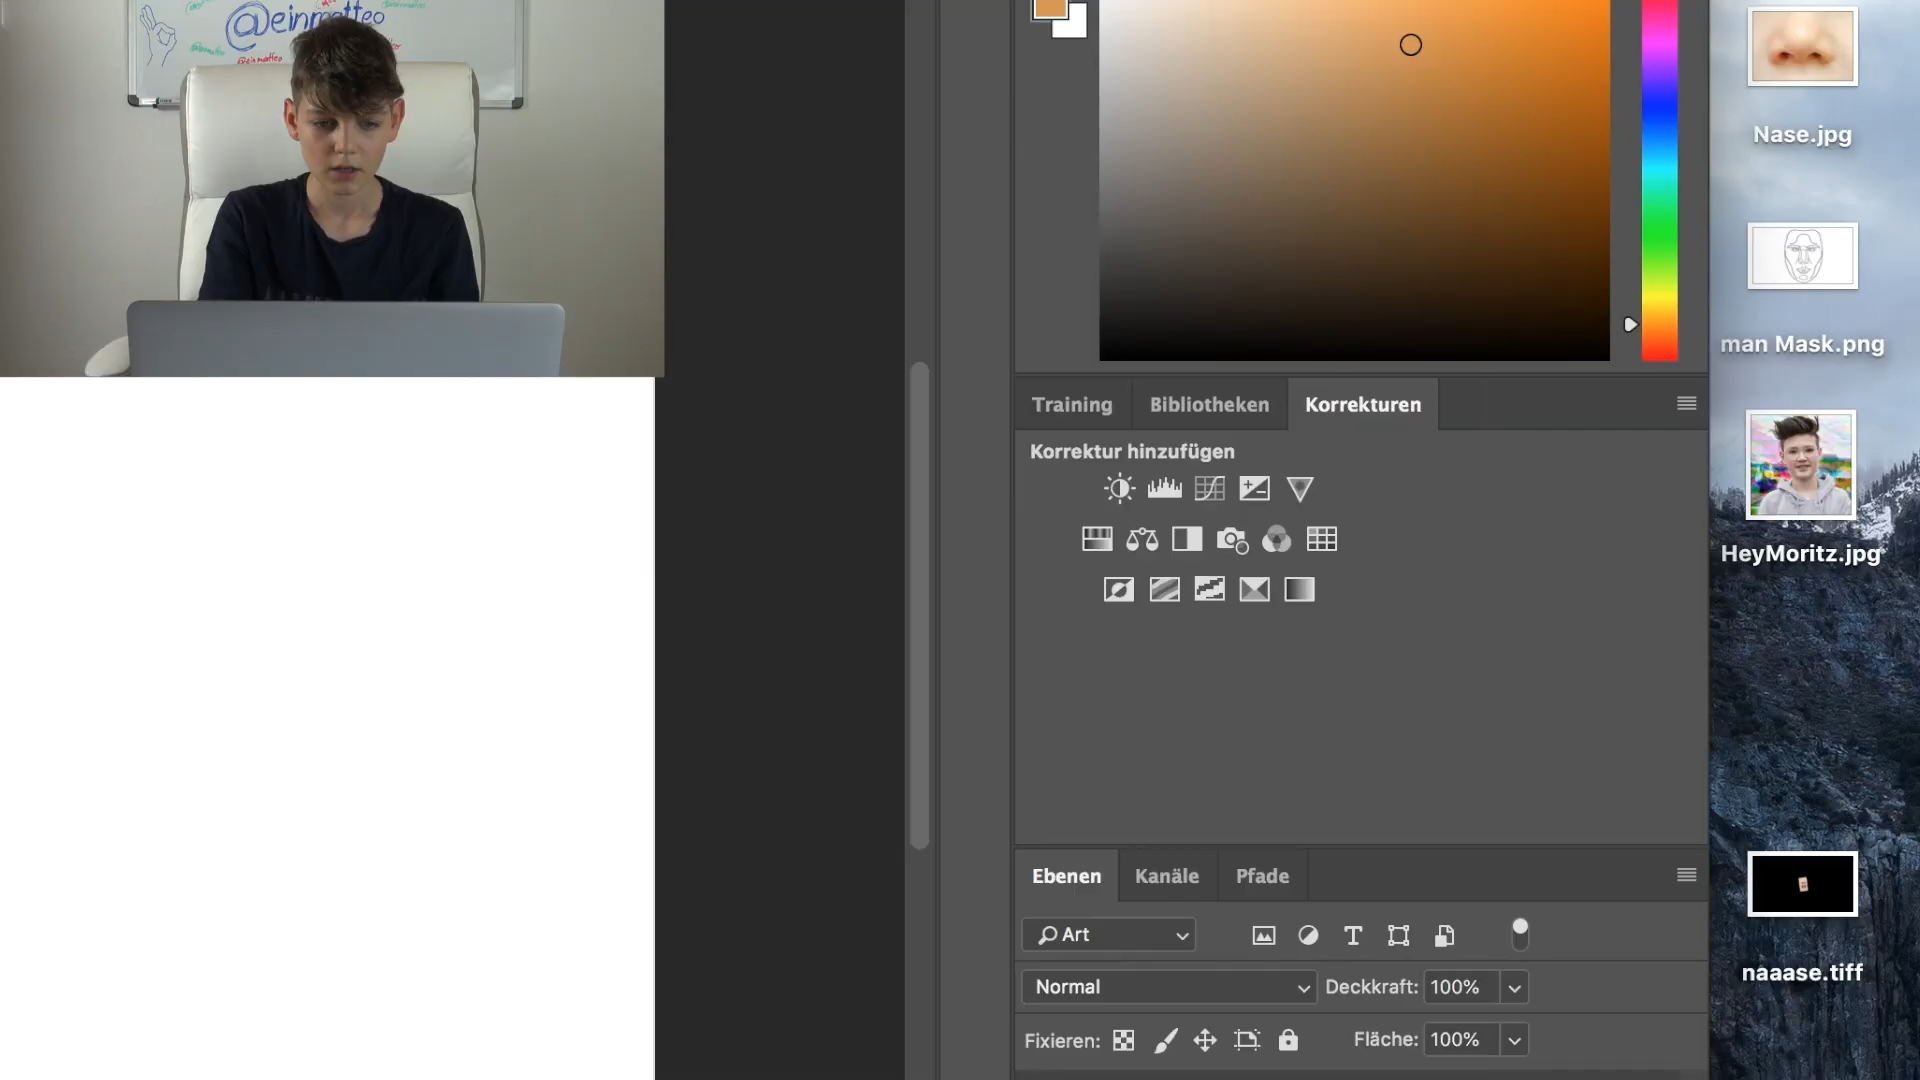 @einmatteo
@einmatteo
Nase.jpg
man Mask.png
Training
Bibliotheken
Korrekturen
Korrektur hinzufügen
HeyMoritz.jpg
Ebenen
Kanäle
Pfade
Art
naaase.tiff
Normal
Deckkraft: 100%
Fixieren:
Fläche: 100%